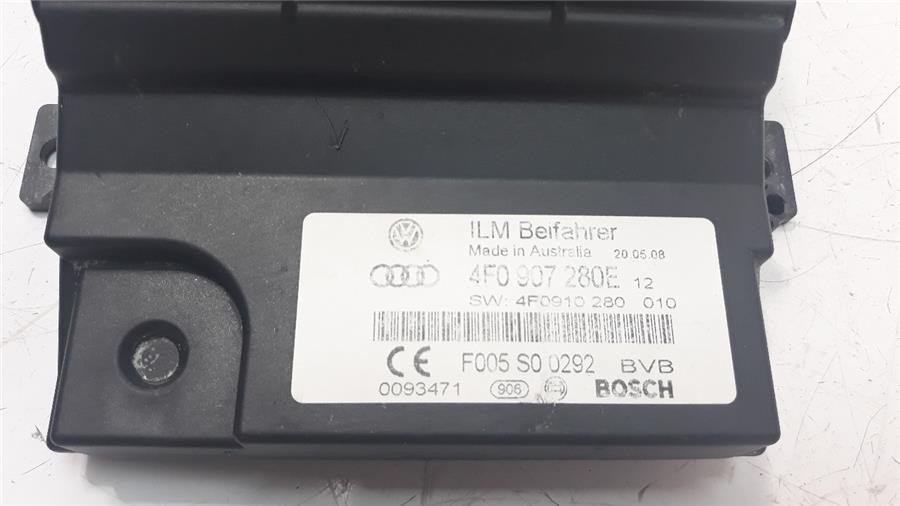 ILM Beifahrer
Made in Australia 20.05.08
4F0 907 280E 12
SW: 4F0910 280 010
CE F005 S0 0292 BVB
0093471 906 BOSCH